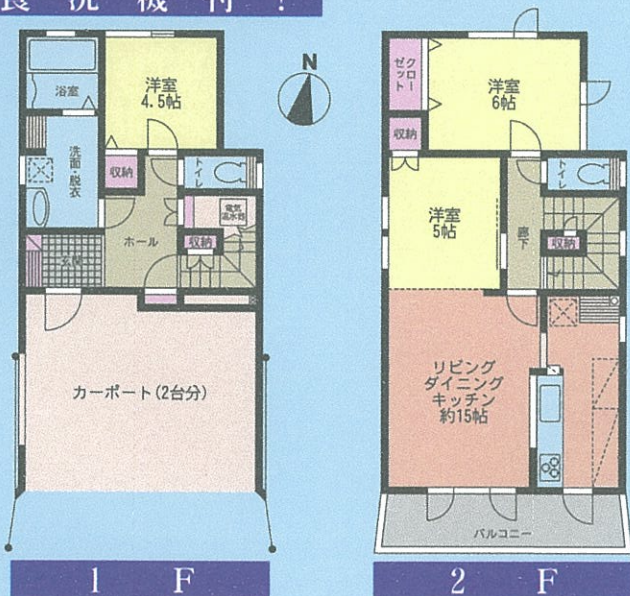 食洗機付！
N
浴室
洋室
4.5帖
洗面・脱衣
収納
トイレ
電気
温水器
ホール
収納
玄関
カーポート(2台分)
1 F
クロー
ゼット
洋室
6帖
収納
トイレ
洋室
5帖
廊下
収納
リビング
ダイニング
キッチン
約15帖
バルコニー
2 F